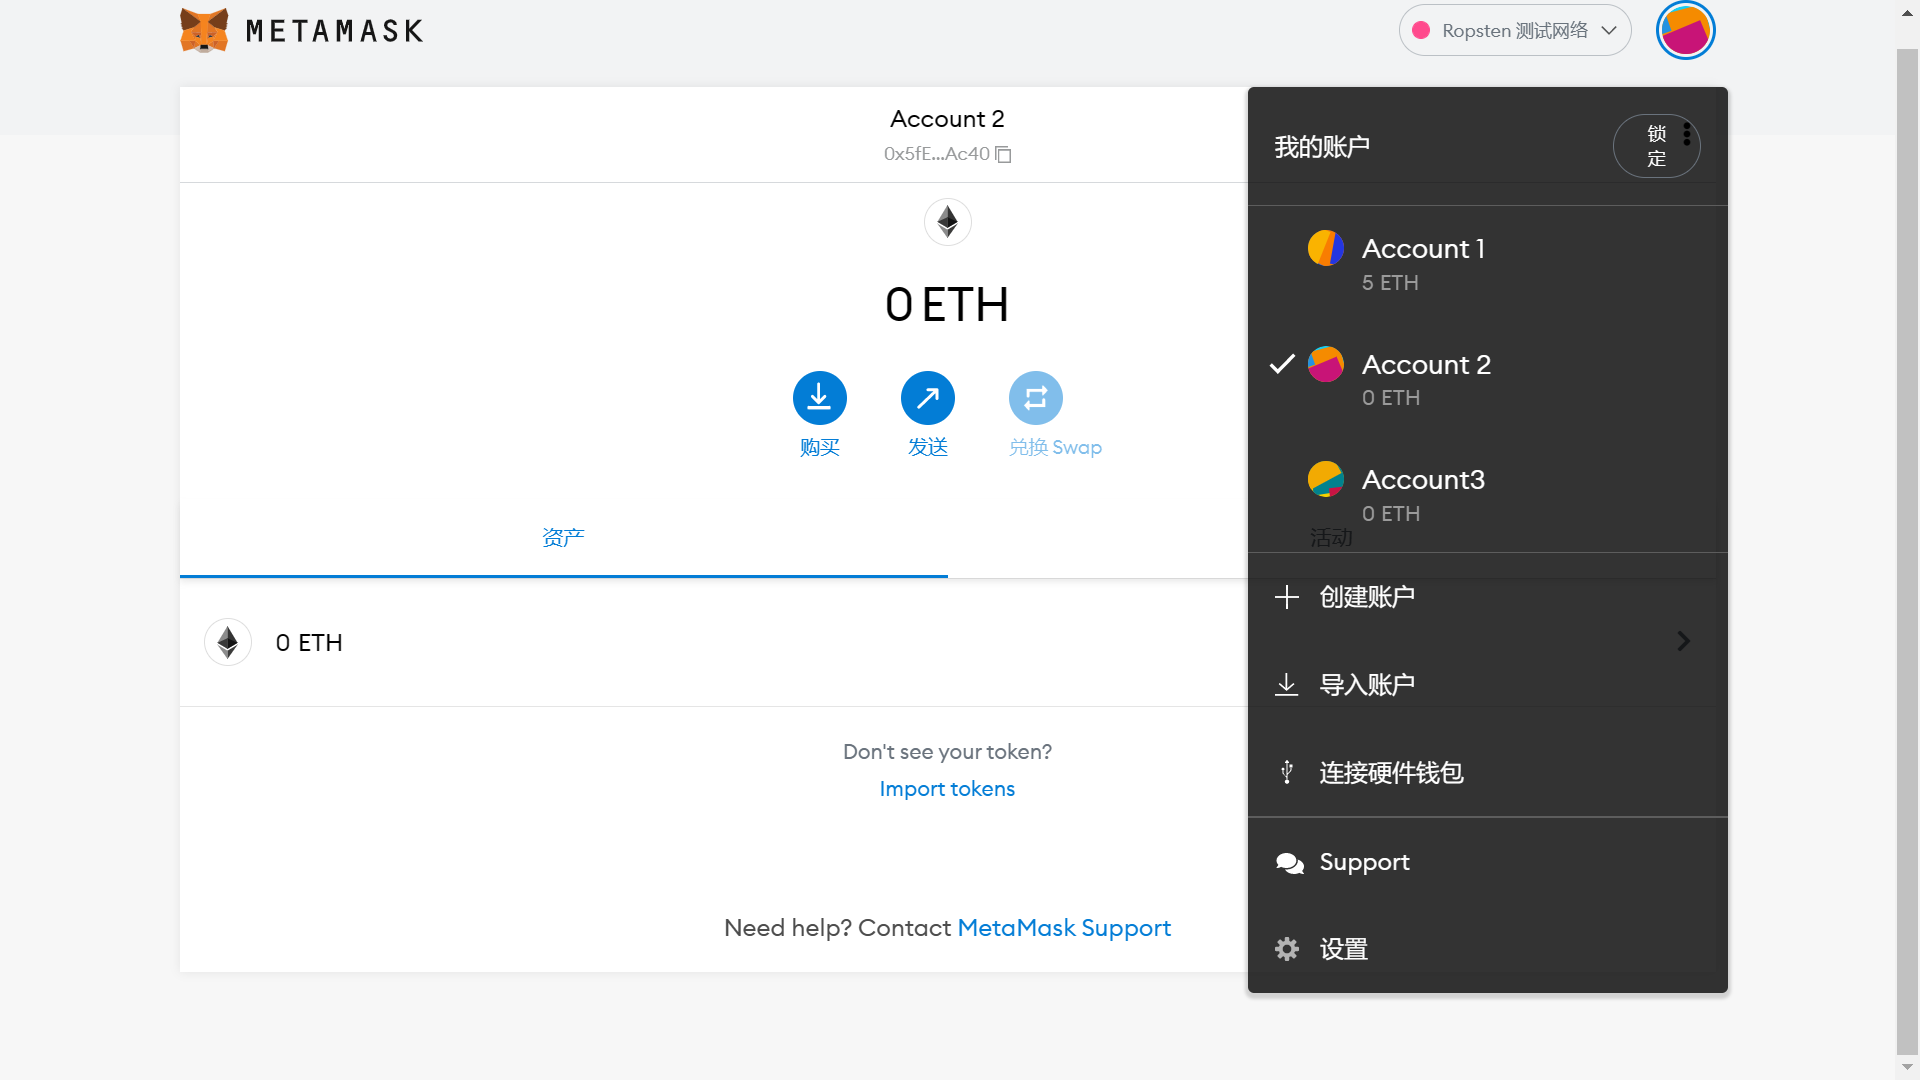 METAMASK
Ropsten 测试网络
Account 2
0x5fE...Ac40
0 ETH
购买
发送
兑换 Swap
资产
活动
0 ETH
Don't see your token?
Import tokens
Need help? Contact MetaMask Support
我的账户
锁
定
Account 1
5 ETH
Account 2
0 ETH
Account3
0 ETH
创建账户
导入账户
连接硬件钱包
Support
设置